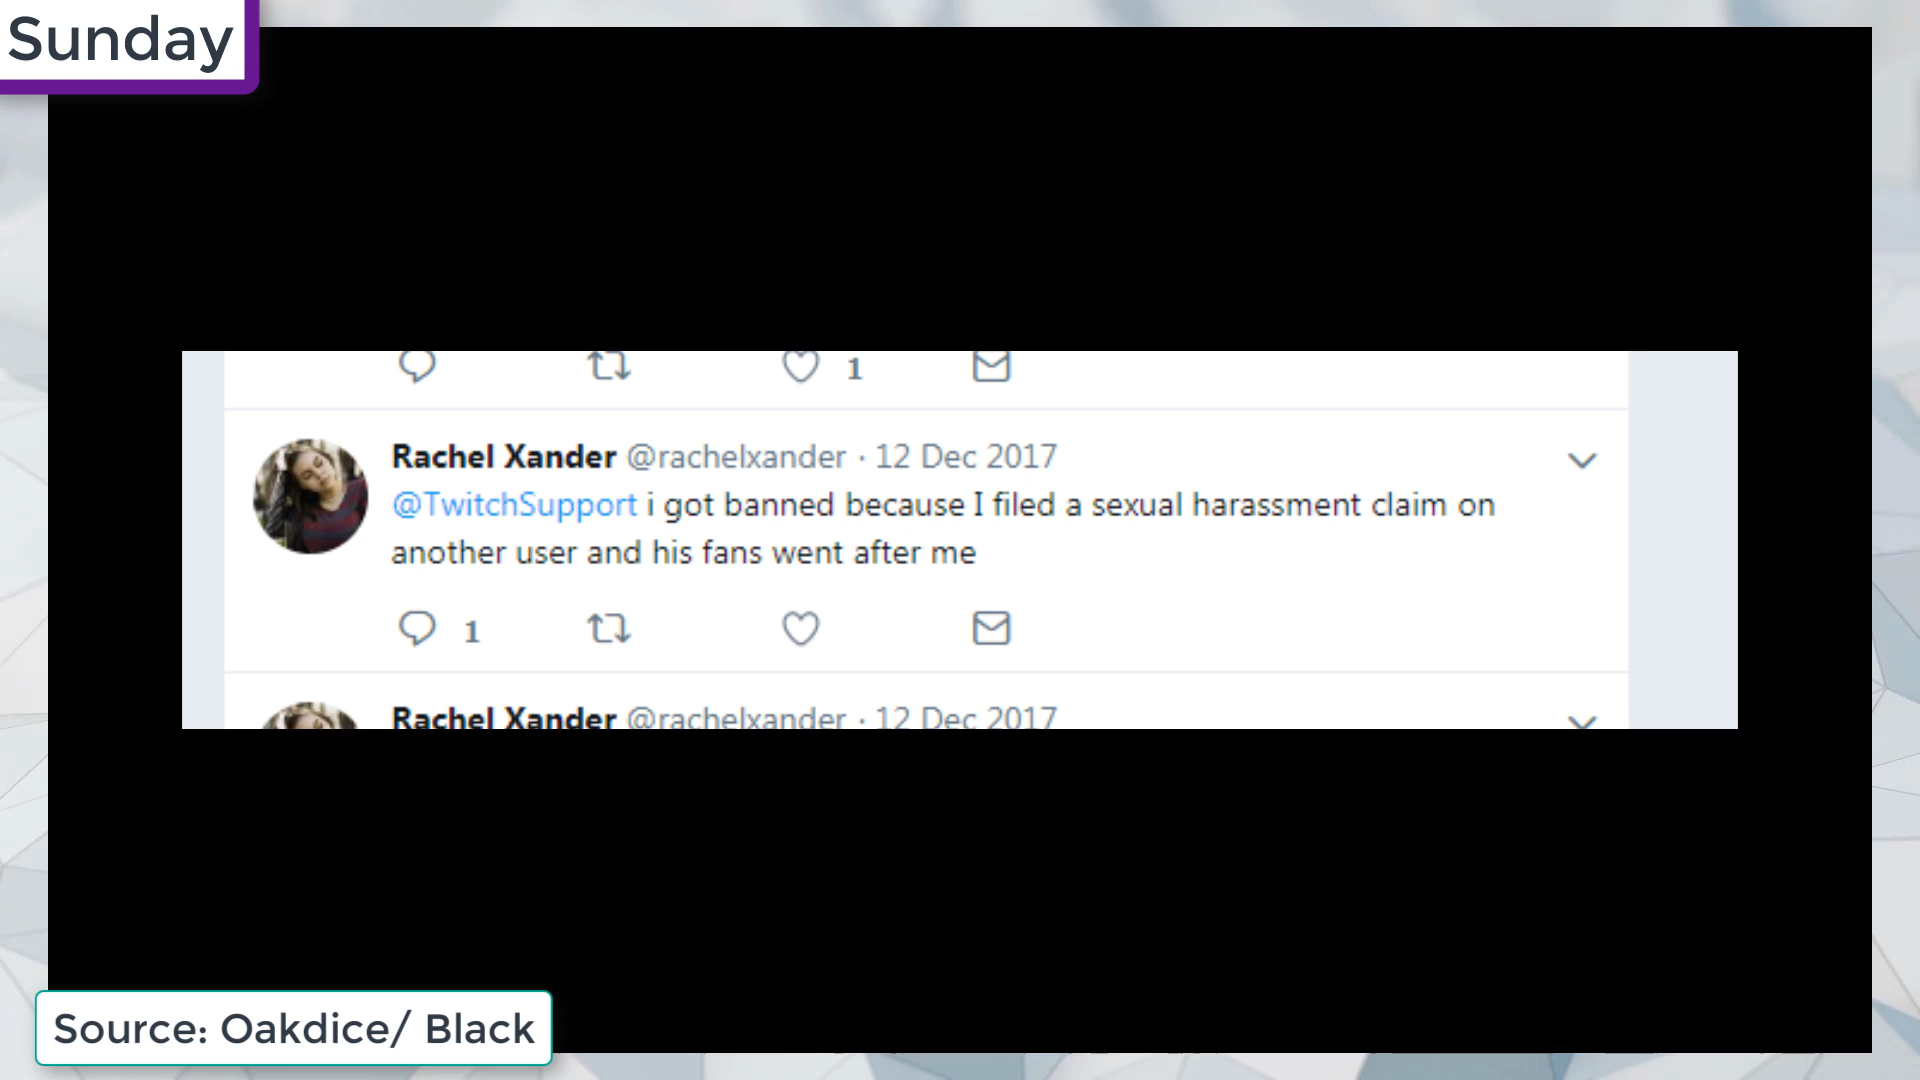 Sunday
1
Rachel Xander @rachelxander · 12 Dec 2017
@TwitchSupport i got banned because I filed a sexual harassment claim on
another user and his fans went after me
1
Rachel Xander @rachelxander · 12 Dec 2017
Source: Oakdice/ Black